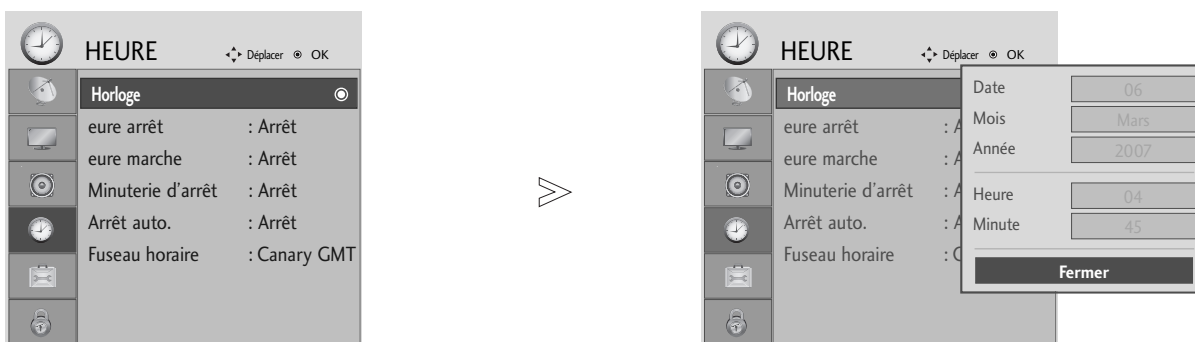 HEURE Déplacer OK
Horloge
eure arrêt : Arrêt
eure marche : Arrêt
Minuterie d'arrêt : Arrêt
Arrêt auto. : Arrêt
Fuseau horaire : Canary GMT
HEURE Déplacer OK
Horloge
eure arrêt : A
eure marche : A
Minuterie d'arrêt : A
Arrêt auto. : A
Fuseau horaire : C
Date 06
Mois Mars
Année 2007
Heure 04
Minute 45
Fermer